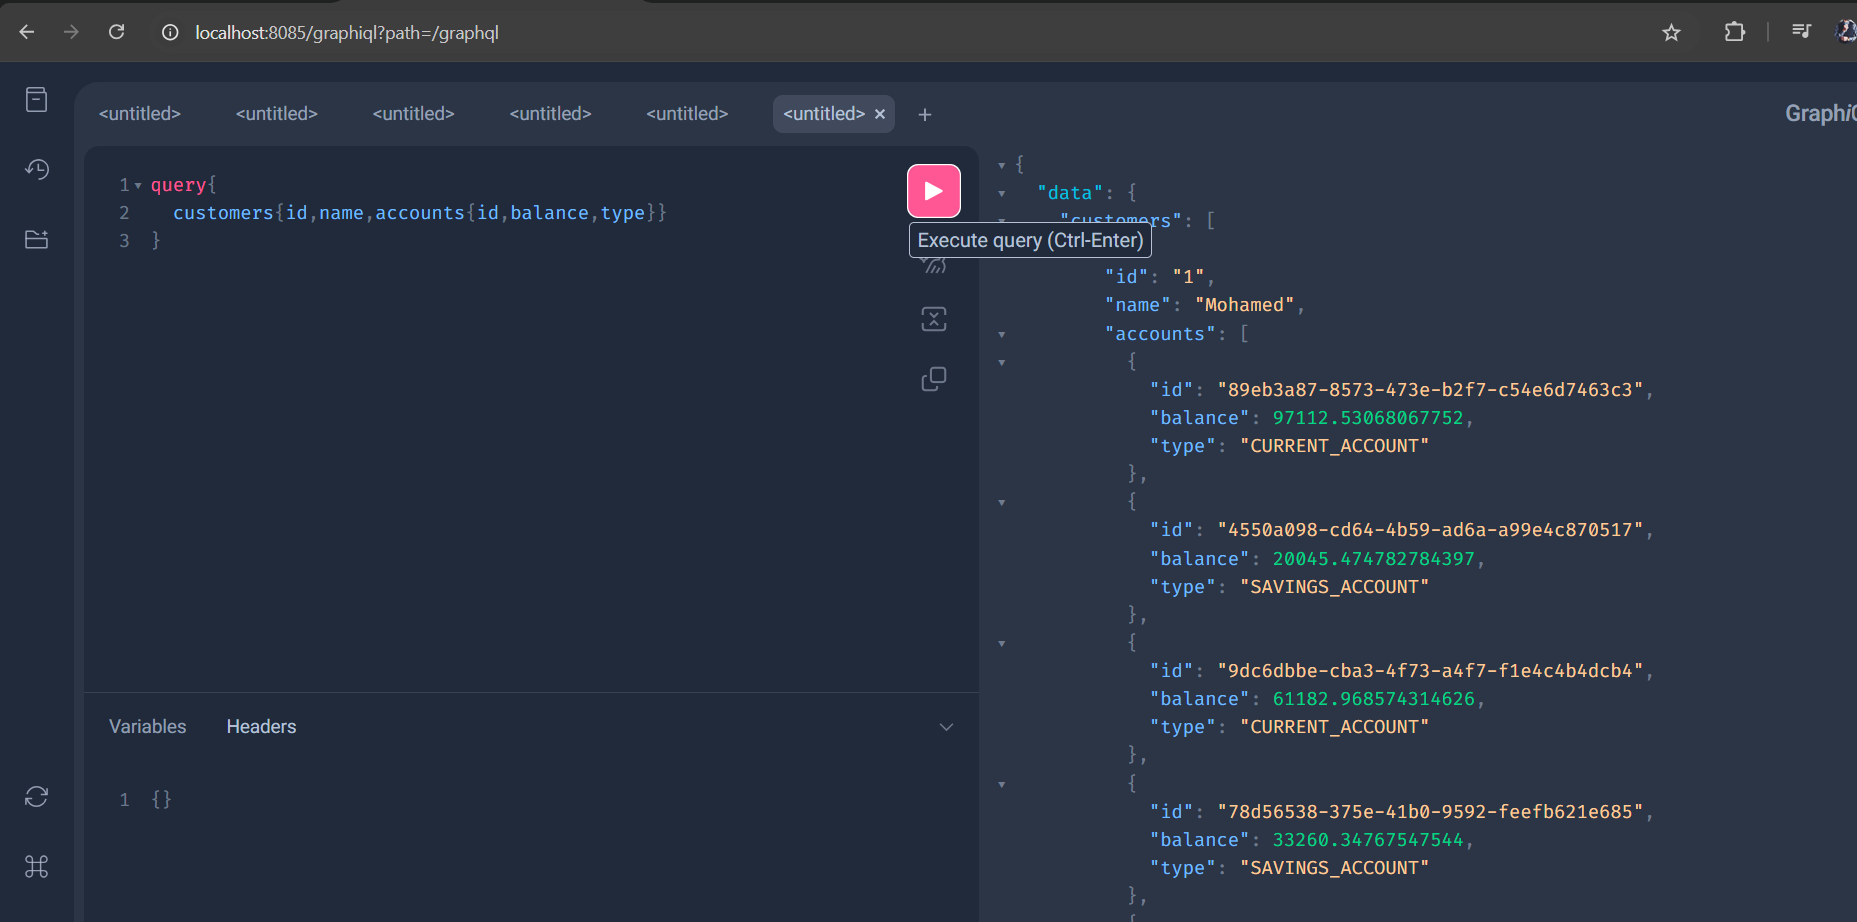 localhost:8085/graphiql?path=/graphql
<untitled> <untitled> <untitled> <untitled> <untitled> <untitled> × +
1 query{
2 customers{id,name,accounts{id,balance,type}}
3 }
Execute query (Ctrl-Enter)
Variables Headers
1 {}
{
"data": {
"customers": [
"id": "1",
"name": "Mohamed",
"accounts": [
{
"id": "89eb3a87-8573-473e-b2f7-c54e6d7463c3",
"balance": 97112.53068067752,
"type": "CURRENT_ACCOUNT"
},
{
"id": "4550a098-cd64-4b59-ad6a-a99e4c870517",
"balance": 20045.474782784397,
"type": "SAVINGS_ACCOUNT"
},
{
"id": "9dc6dbbe-cba3-4f73-a4f7-f1e4c4b4dcb4",
"balance": 61182.968574314626,
"type": "CURRENT_ACCOUNT"
},
{
"id": "78d56538-375e-41b0-9592-feefb621e685",
"balance": 33260.34767547544,
"type": "SAVINGS_ACCOUNT"
},
{